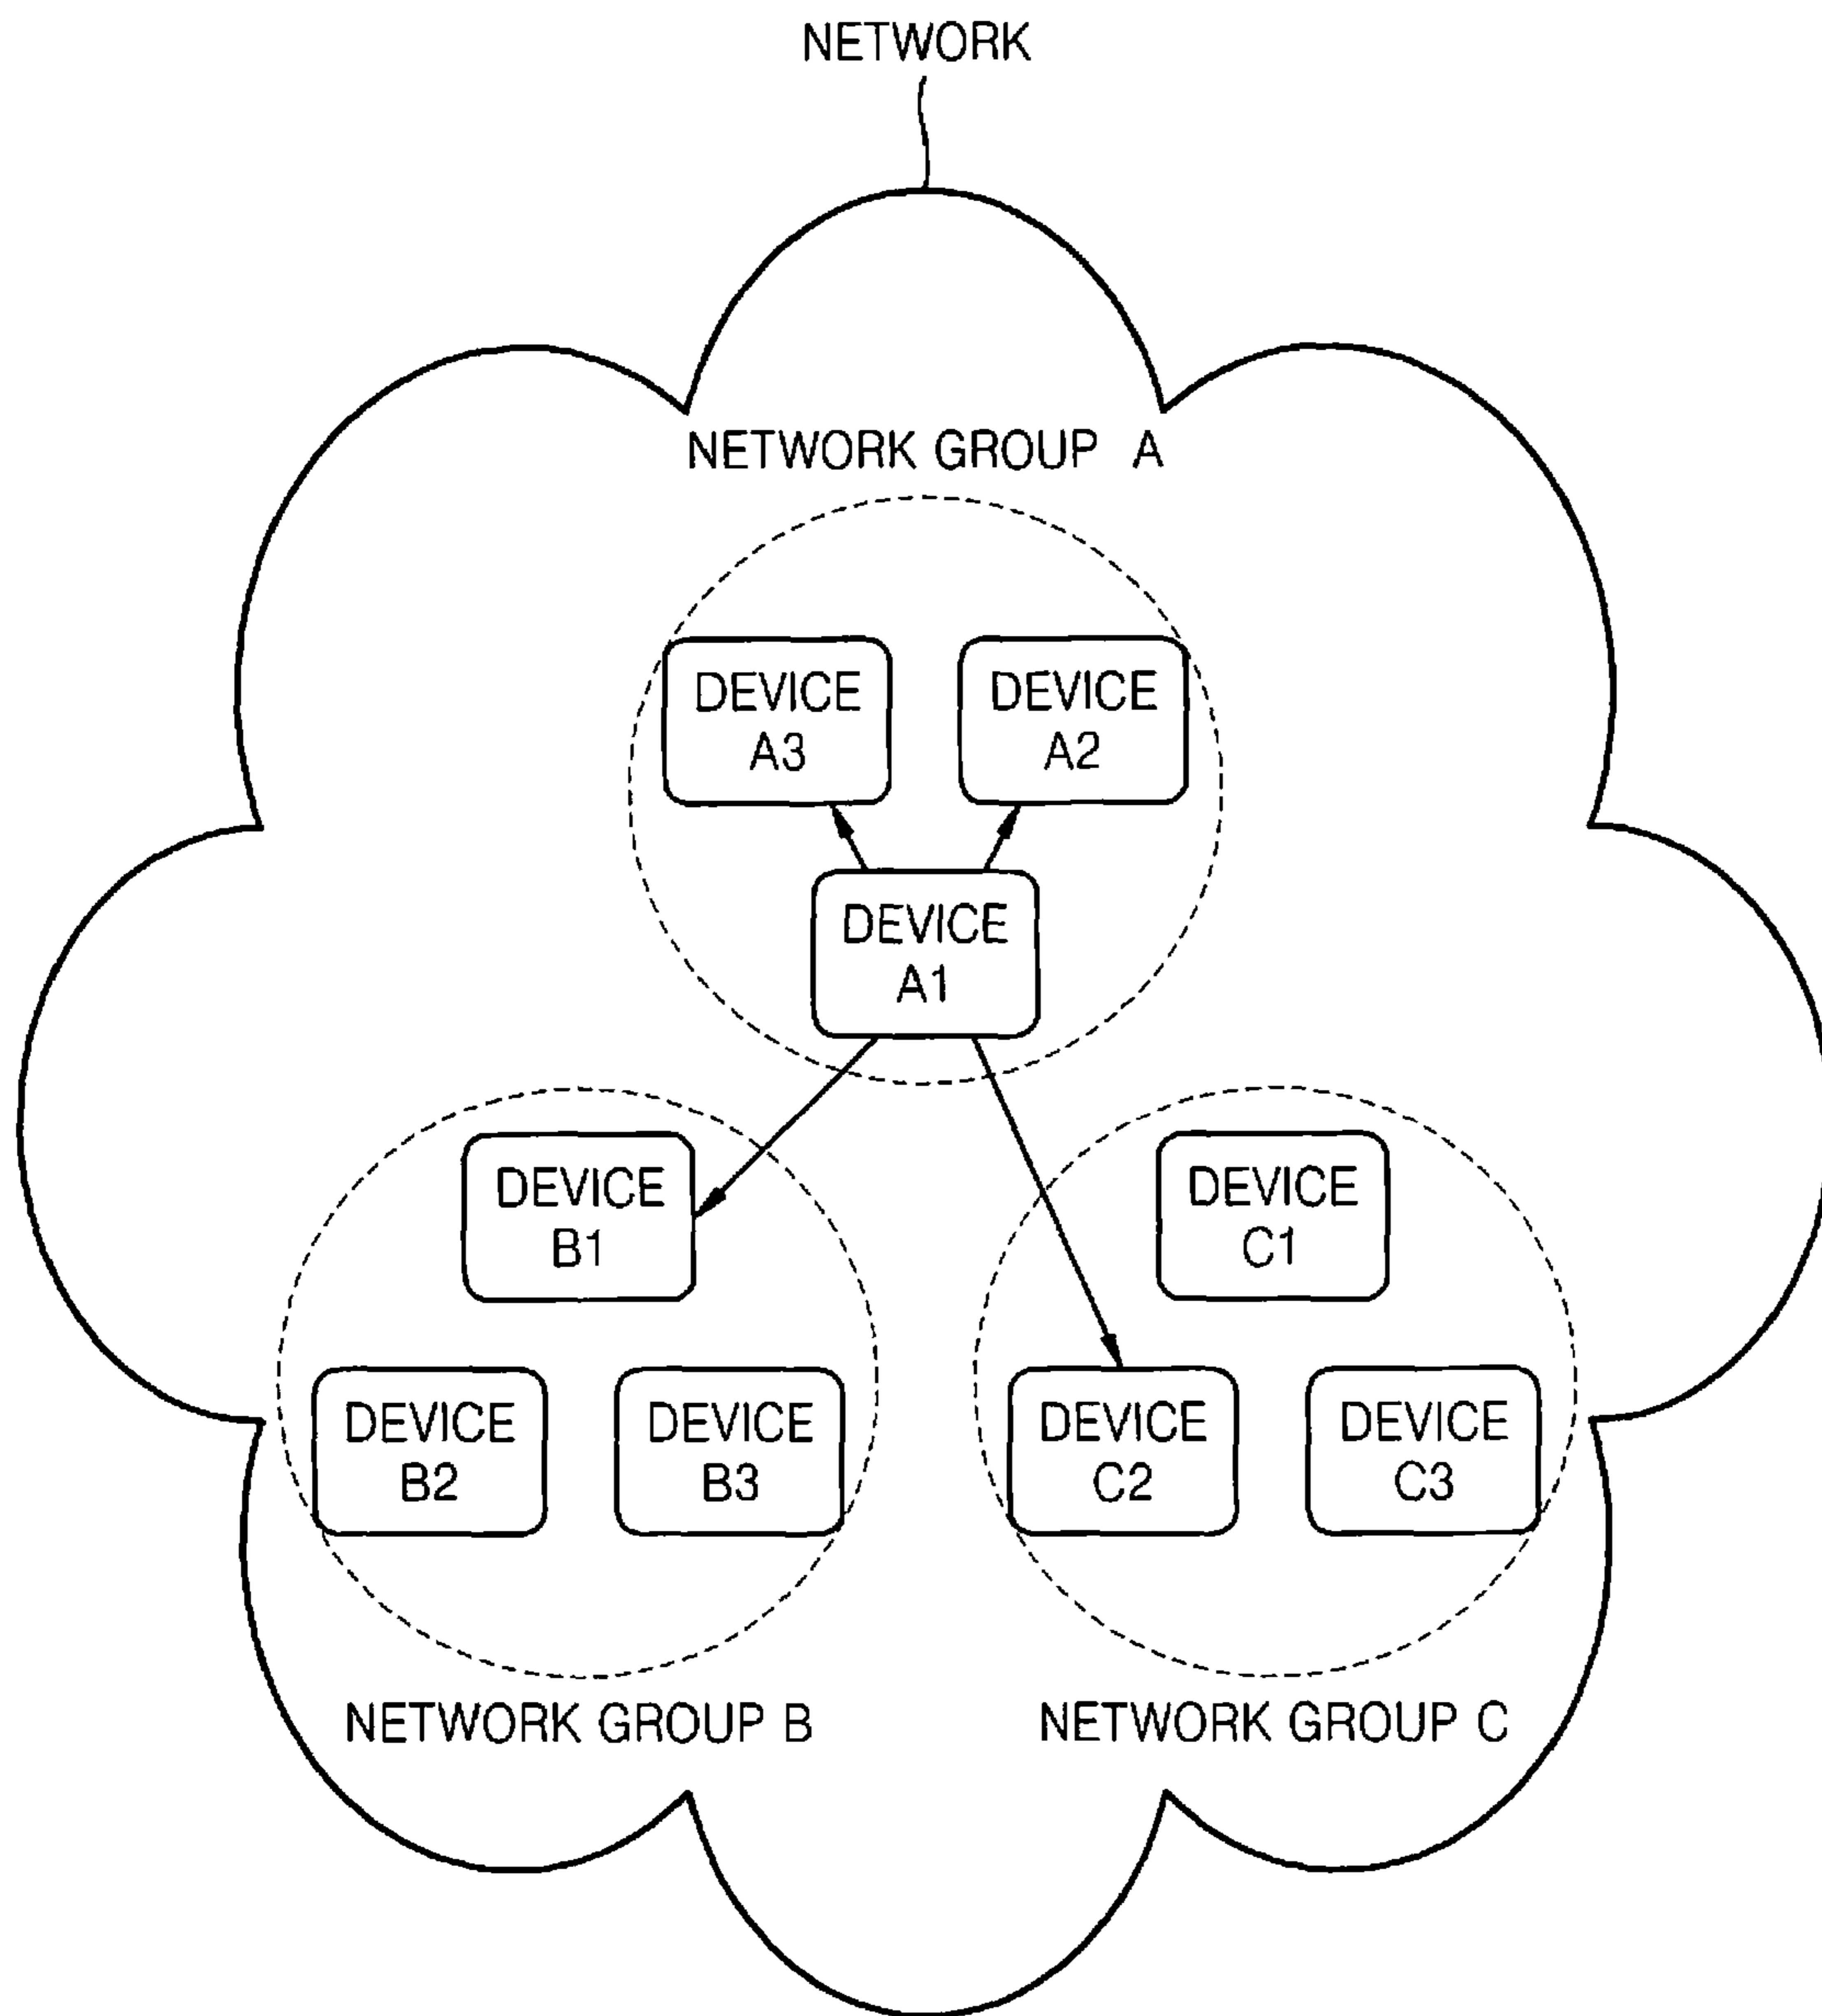 NETWORK
NETWORK GROUP A
DEVICE
A3
DEVICE
A2
DEVICE
A1
DEVICE
B1
DEVICE
C1
DEVICE
B2
DEVICE
B3
DEVICE
C2
DEVICE
C3
NETWORK GROUP B
NETWORK GROUP C